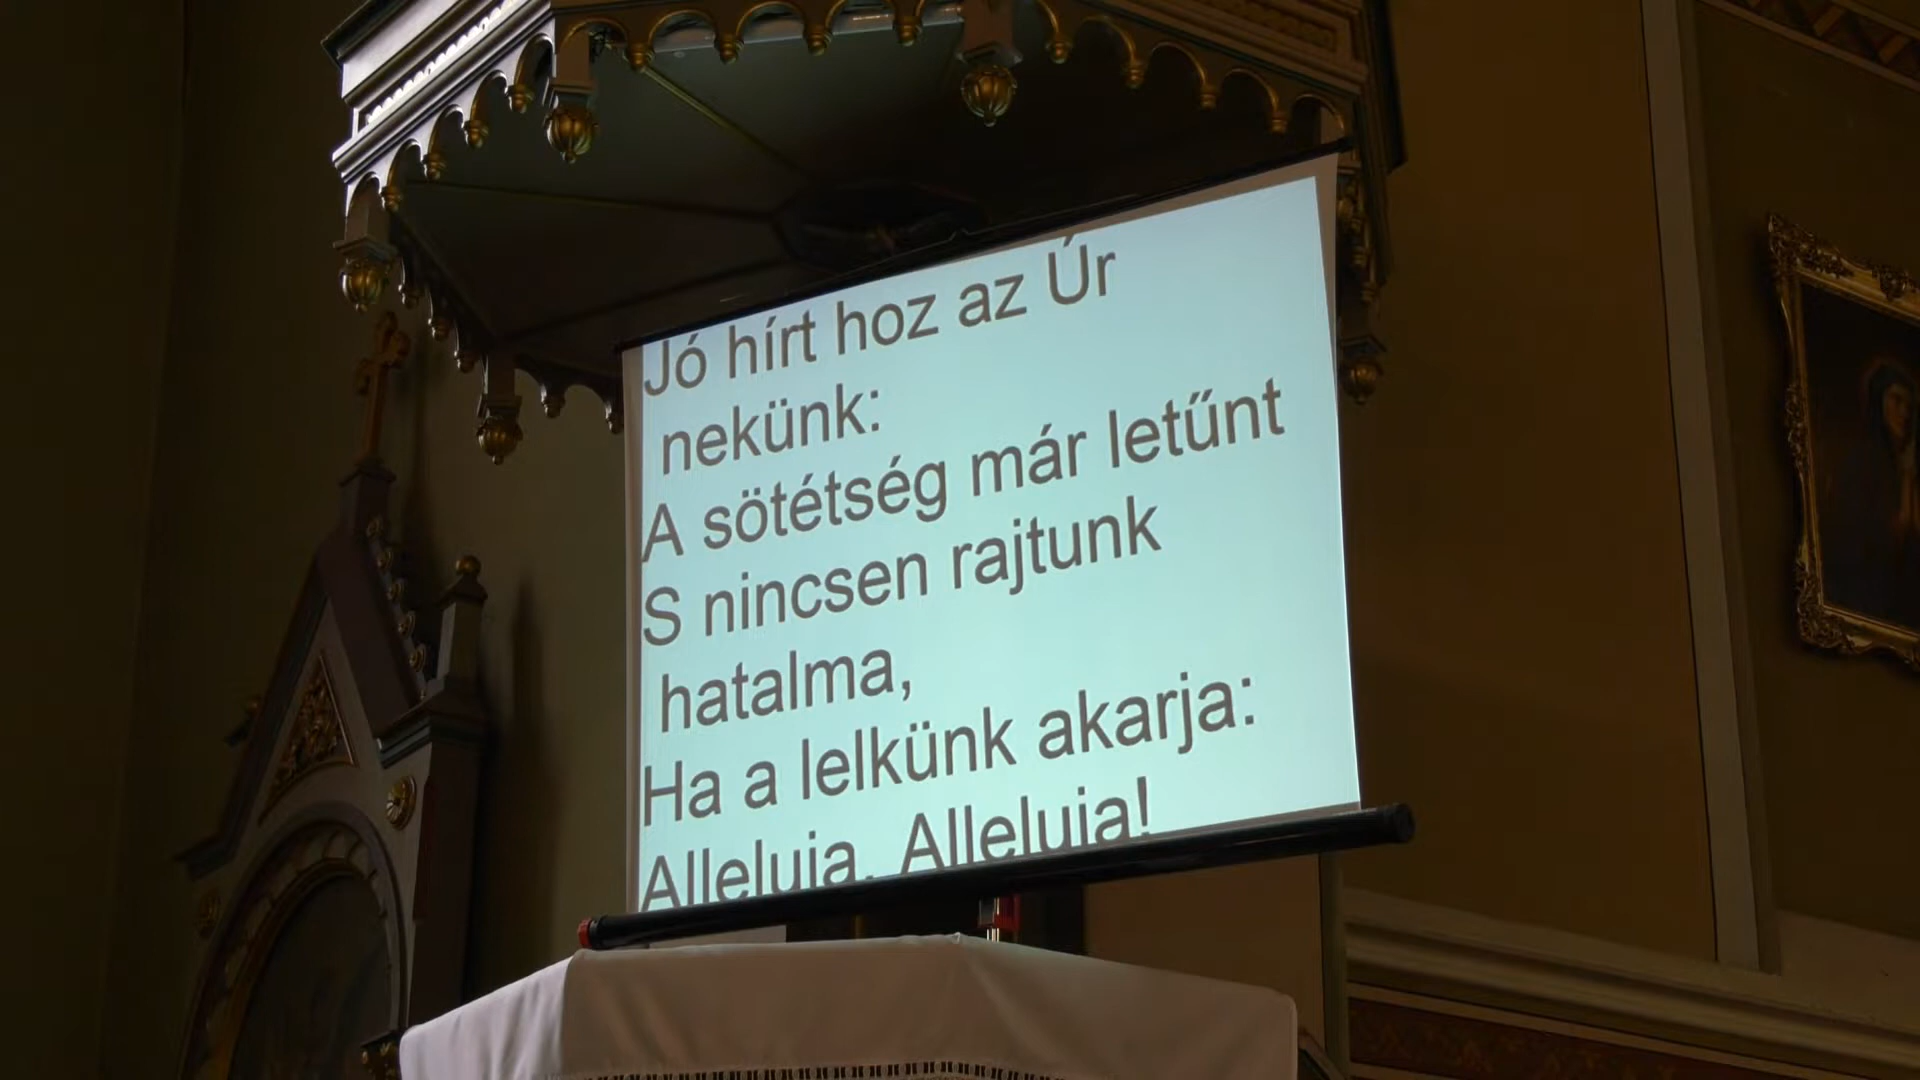 Jó hírt hoz az Úr
nekünk:
A sötétség már letűnt
S nincsen rajtunk
hatalma,
Ha a lelkünk akarja:
Alleluja, Alleluja!